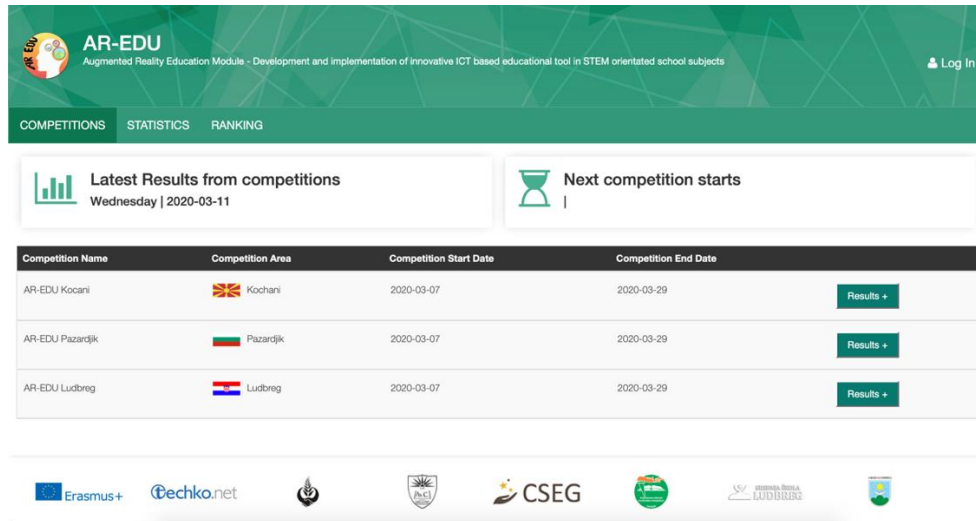 AR EDU
AR-EDU
Augmented Reality Education Module - Development and implementation of innovative ICT based educational tool in STEM orientated school subjects
Log In
COMPETITIONS STATISTICS RANKING
Latest Results from competitions
Wednesday | 2020-03-11
Next competition starts
|
Competition Name Competition Area Competition Start Date Competition End Date
AR-EDU Kocani Kochani 2020-03-07 2020-03-29 Results +
AR-EDU Pazardjik Pazardjik 2020-03-07 2020-03-29 Results +
AR-EDU Ludbreg Ludbreg 2020-03-07 2020-03-29 Results +
Erasmus+ techko.net CSEG LUDBREG